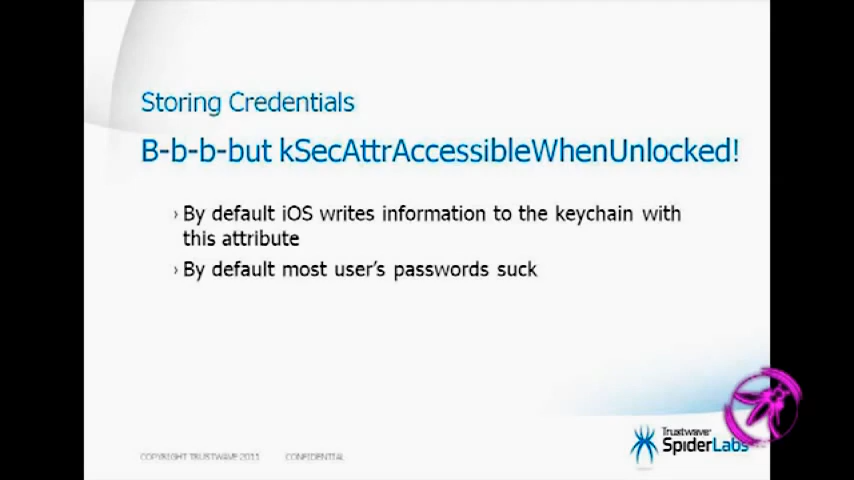 Storing Credentials
B-b-b-but kSecAttrAccessibleWhenUnlocked!
› By default iOS writes information to the keychain with
this attribute
› By default most user's passwords suck
Trustwave
SpiderLabs
COPYRIGHT TRUSTWAVE 2011 CONFIDENTIAL